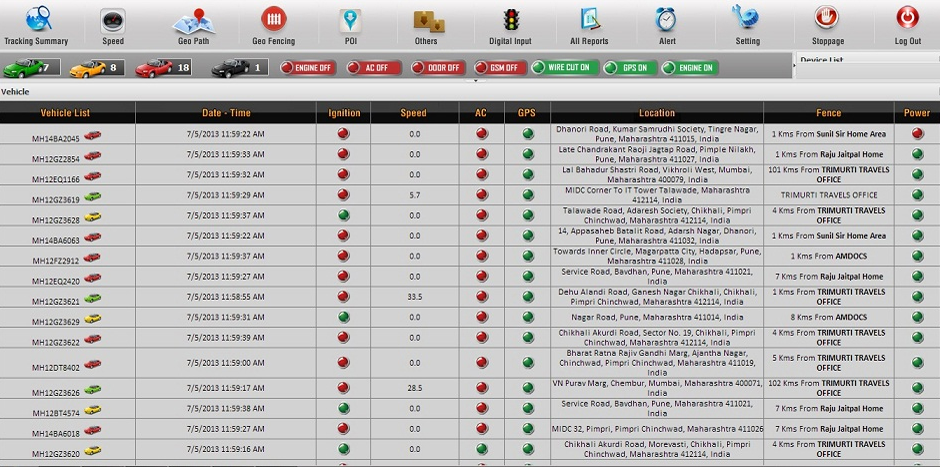 Tracking Summary Speed Geo Path Geo Fencing POI Others Digital Input All Reports Alert Setting Stoppage Log Out
7 8 18 1 ENGINE OFF AC OFF DOOR OFF GSM OFF WIRE CUT ON GPS ON ENGINE ON Device List
Vehicle
Vehicle List Date - Time Ignition Speed AC GPS Location Fence Power
MH14BA2045 7/5/2013 11:59:22 AM 0.0 Dhanori Road, Kumar Samrudhi Society, Tingre Nagar, 1 Kms From Sunil Sir Home Area
Pune, Maharashtra 411015, India
MH12GZ2854 7/5/2013 11:59:33 AM 0.0 Late Chandrakant Raoji Jagtap Road, Pimple Nilakh, 1 Kms From Raju Jaitpal Home
Pune, Maharashtra 411027, India
MH12EQ1166 7/5/2013 11:59:32 AM 0.0 Lal Bahadur Shastri Road, Vikhroli West, Mumbai, 101 Kms From TRIMURTI TRAVELS
Maharashtra 400079, India OFFICE
MH12GZ3619 7/5/2013 11:59:29 AM 5.7 MIDC Corner To IT Tower Talawade, Maharashtra TRIMURTI TRAVELS OFFICE
412114, India
MH12GZ3628 7/5/2013 11:59:37 AM 0.0 Talawade Road, Adaresh Society, Chikhali, Pimpri 4 Kms From TRIMURTI TRAVELS
Chinchwad, Maharashtra 412114, India OFFICE
MH14BA6063 7/5/2013 11:59:22 AM 0.0 14, Appasaheb Batalit Road, Adarsh Nagar, Dhanori, 1 Kms From Sunil Sir Home Area
Pune, Maharashtra 411032, India
MH12FZ2912 7/5/2013 11:59:37 AM 0.0 Towards Inner Circle, Magarpatta City, Hadapsar, Pune, 1 Kms From AMDOCS
Maharashtra 411028, India
MH12EQ2420 7/5/2013 11:59:27 AM 0.0 Service Road, Bavdhan, Pune, Maharashtra 411021, 7 Kms From Raju Jaitpal Home
India
MH12GZ3621 7/5/2013 11:58:55 AM 33.5 Dehu Alandi Road, Ganesh Nagar Chikhali, Chikhali, 1 Kms From TRIMURTI TRAVELS
Pimpri Chinchwad, Maharashtra 412114, India OFFICE
MH12GZ3629 7/5/2013 11:59:31 AM 0.0 Nagar Road, Pune, Maharashtra 411014, India 8 Kms From AMDOCS
MH12GZ3622 7/5/2013 11:59:39 AM 0.0 Chikhali Akurdi Road, Sector No. 19, Chikhali, Pimpri 4 Kms From TRIMURTI TRAVELS
Chinchwad, Maharashtra 412114, India OFFICE
MH12DT8402 7/5/2013 11:59:00 AM 0.0 Bharat Ratna Rajiv Gandhi Marg, Ajantha Nagar, 5 Kms From TRIMURTI TRAVELS
Chinchwad, Pimpri Chinchwad, Maharashtra 411019, OFFICE
India
MH12GZ3626 7/5/2013 11:59:17 AM 28.5 VN Purav Marg, Chembur, Mumbai, Maharashtra 400071, 102 Kms From TRIMURTI TRAVELS
India OFFICE
MH12BT4574 7/5/2013 11:59:38 AM 0.0 Service Road, Bavdhan, Pune, Maharashtra 411021, 7 Kms From Raju Jaitpal Home
India
MH14BA6018 7/5/2013 11:59:27 AM 0.0 MIDC 32, Pimpri, Pimpri Chinchwad, Maharashtra 411026 7 Kms From Raju Jaitpal Home
MH12GZ3620 7/5/2013 11:59:16 AM 0.0 Chikhali Akurdi Road, Morevasti, Chikhali, Pimpri 4 Kms From TRIMURTI TRAVELS
Chinchwad, Maharashtra 412114, India OFFICE